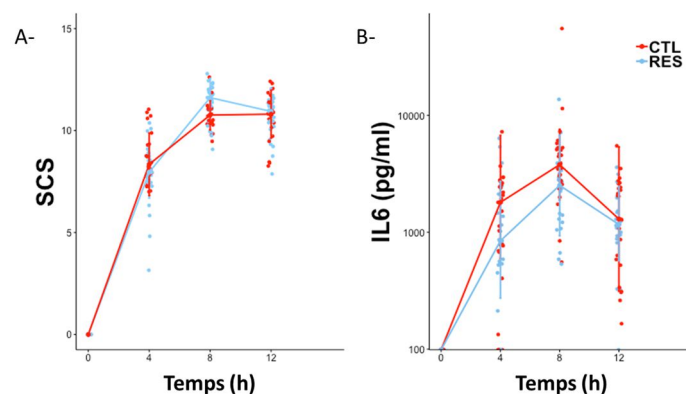 A-
15
10
5
0
SCS
0 4 8 12
Temps (h)
B-
CTL
RES
10000
1000
100
IL6 (pg/ml)
0 4 8 12
Temps (h)